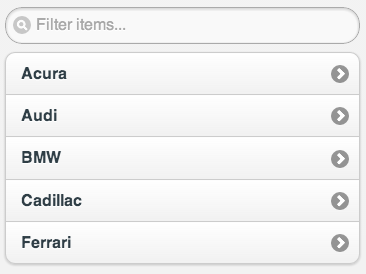 Filter items...
Acura
Audi
BMW
Cadillac
Ferrari